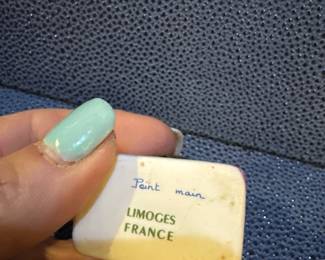 Peint main
LIMOGES
FRANCE